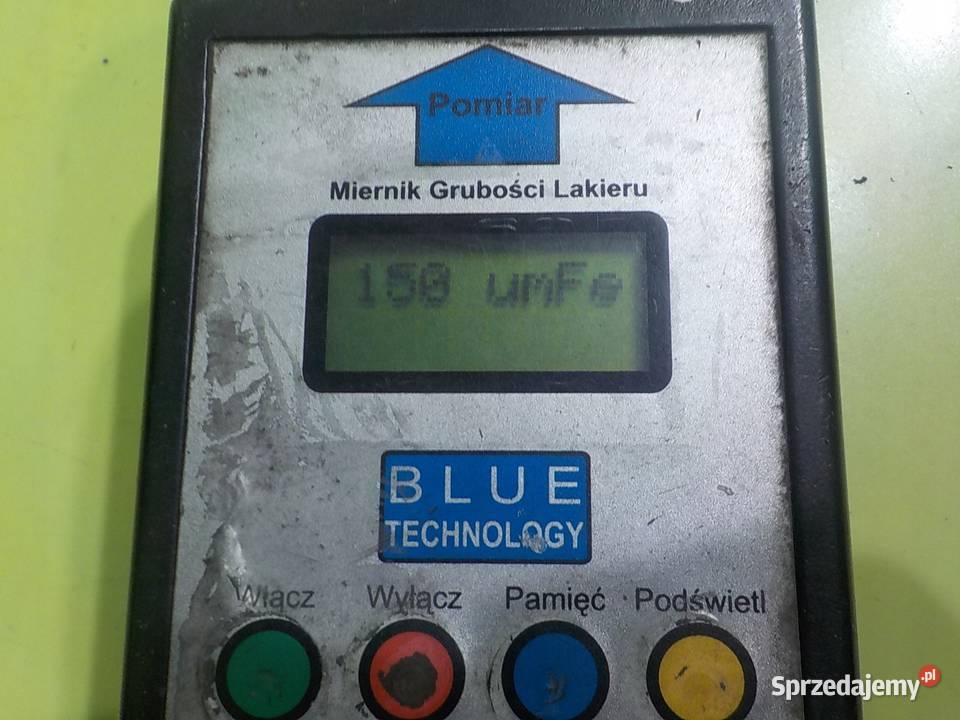 Pomiar
Miernik Grubości Lakieru
150 umFe
BLUE
TECHNOLOGY
Włącz Wyłącz Pamięć Podświetl
Sprzedajemy.pl